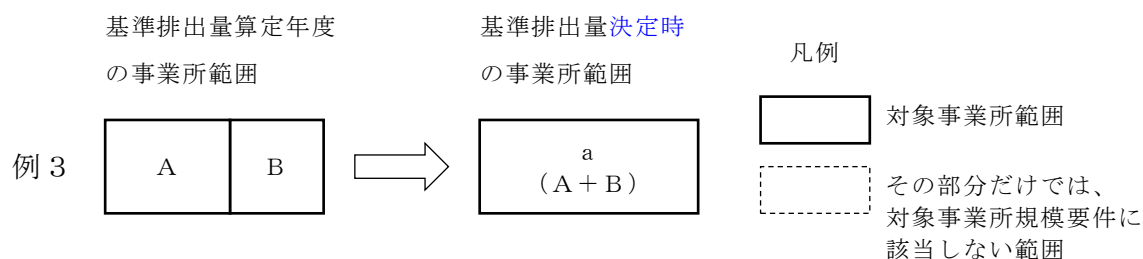 基準排出量算定年度
の事業所範囲
基準排出量決定時
の事業所範囲
凡例
例３
A
B
a
（A＋B）
対象事業所範囲
その部分だけでは、
対象事業所規模要件に
該当しない範囲